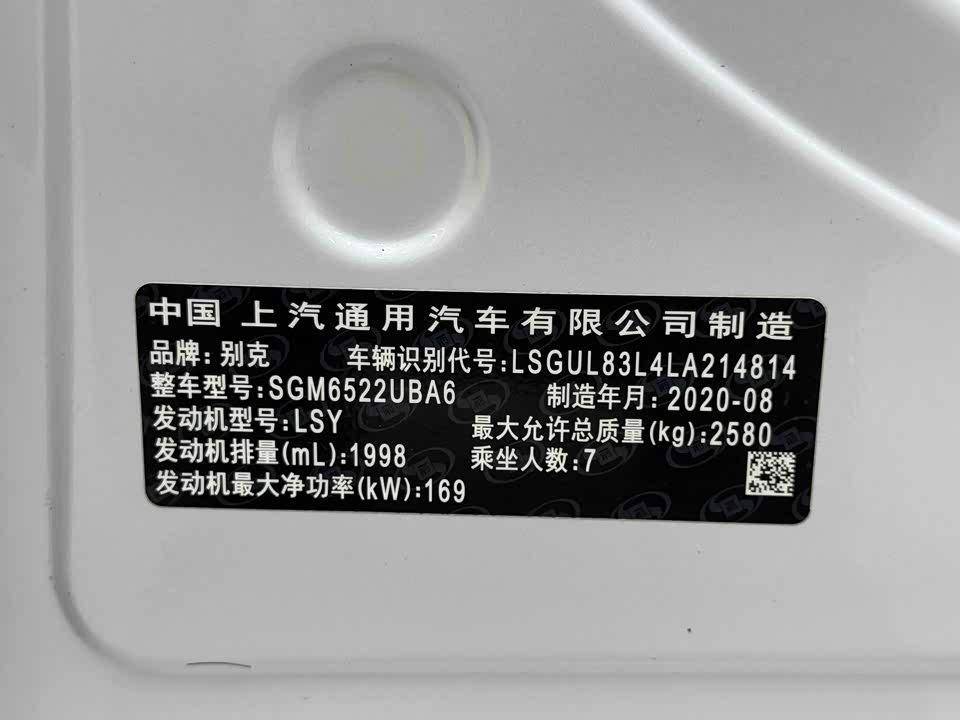 中国 上汽通用汽车有限公司制造
品牌: 别克 车辆识别代号: LSGUL83L4LA214814
整车型号: SGM6522UBA6 制造年月: 2020-08
发动机型号: LSY 最大允许总质量(kg): 2580
发动机排量(mL): 1998 乘坐人数: 7
发动机最大净功率(kW): 169